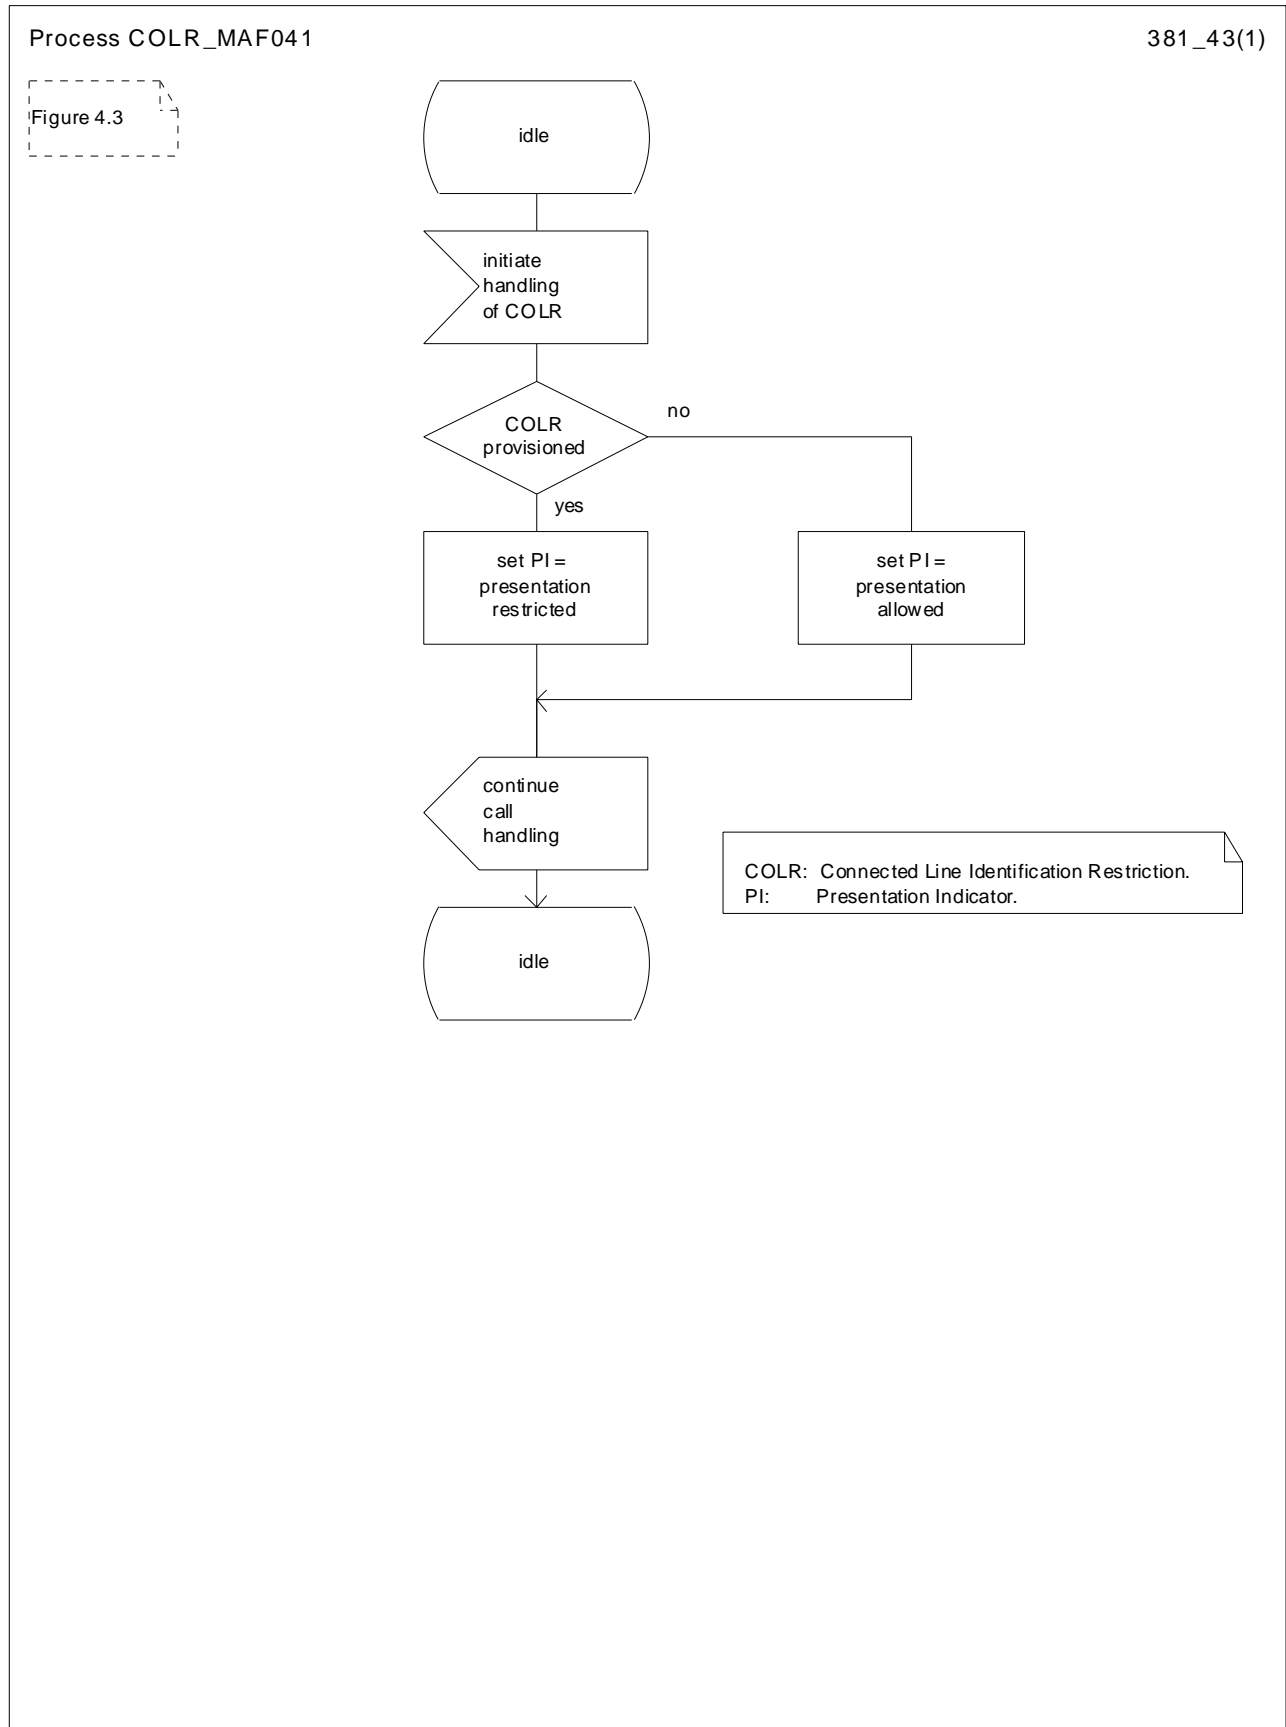 Process COLR_MAF041
381_43(1)
Figure 4.3
idle
initiate
handling
of COLR
COLR
provisioned
no
yes
set PI =
presentation
restricted
set PI =
presentation
allowed
continue
call
handling
COLR: Connected Line Identification Restriction.
PI: Presentation Indicator.
idle